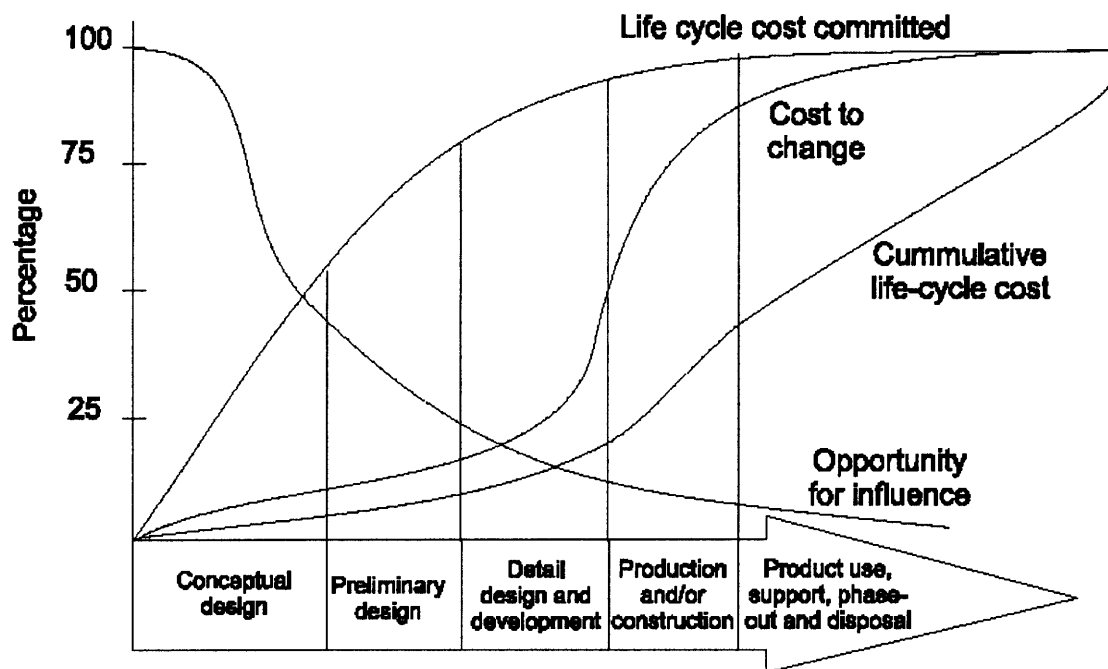 Life cycle cost committed
100
75
50
25
Percentage
Cost to
change
Cummulative
life-cycle cost
Opportunity
for influence
Conceptual
design
Preliminary
design
Detail
design and
development
Production
and/or
construction
Product use,
support, phase-
out and disposal